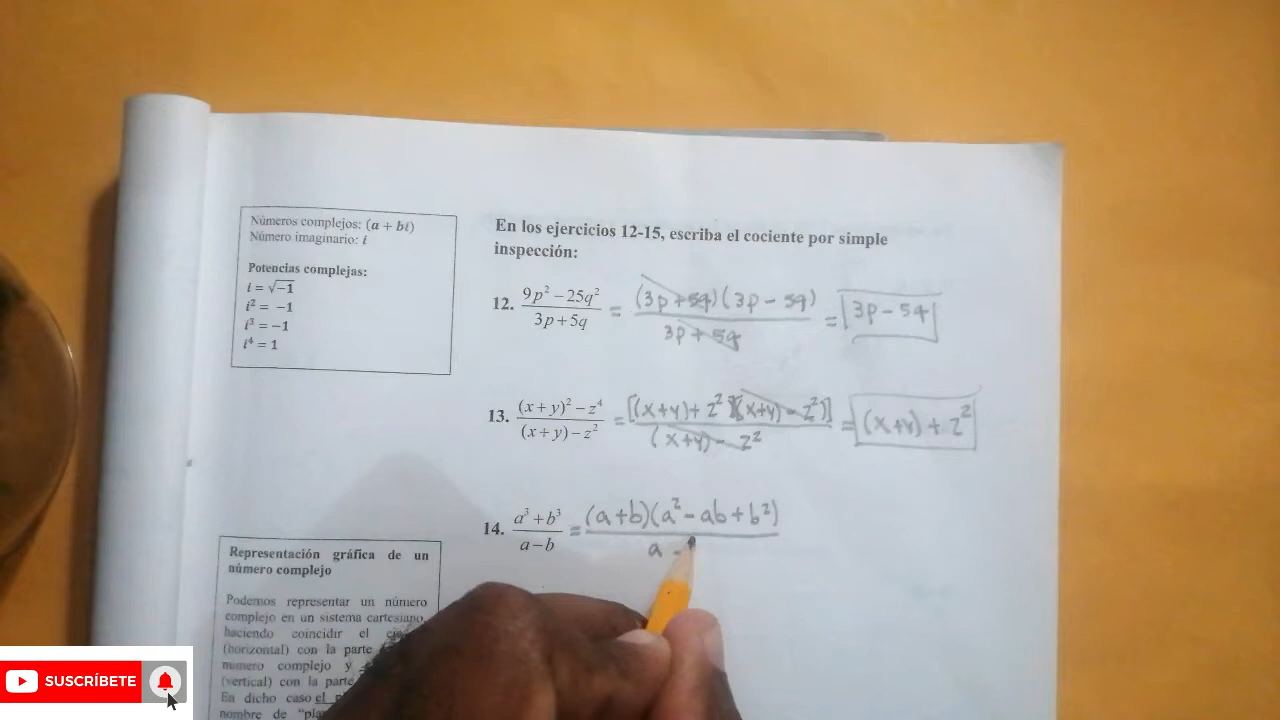 Números complejos: (a + bi)
Número imaginario: i
Potencias complejas:
i = √-1
i² = -1
i³ = -1
i⁴ = 1
En los ejercicios 12-15, escriba el cociente por simple
inspección:
12. (9p² - 25q²)/(3p + 5q) = (3p + 5q)(3p - 5q)/(3p + 5q) = 3p - 5q
13. ((x + y)² - z⁴)/((x + y) - z²) = [(x+y) + z²][(x+y) - z²)]/((x+y) - z²) = (x+y) + z²
14. (a³ + b³)/(a - b) = (a+b)(a² - ab + b²)/(a -
Representación gráfica de un
número complejo
Podemos representar un número
complejo en un sistema cartesiano,
haciendo coincidir el
(horizontal) con la parte
numero complejo y
(vertical) con la parte
En dicho caso el
nombre de "
SUSCRÍBETE